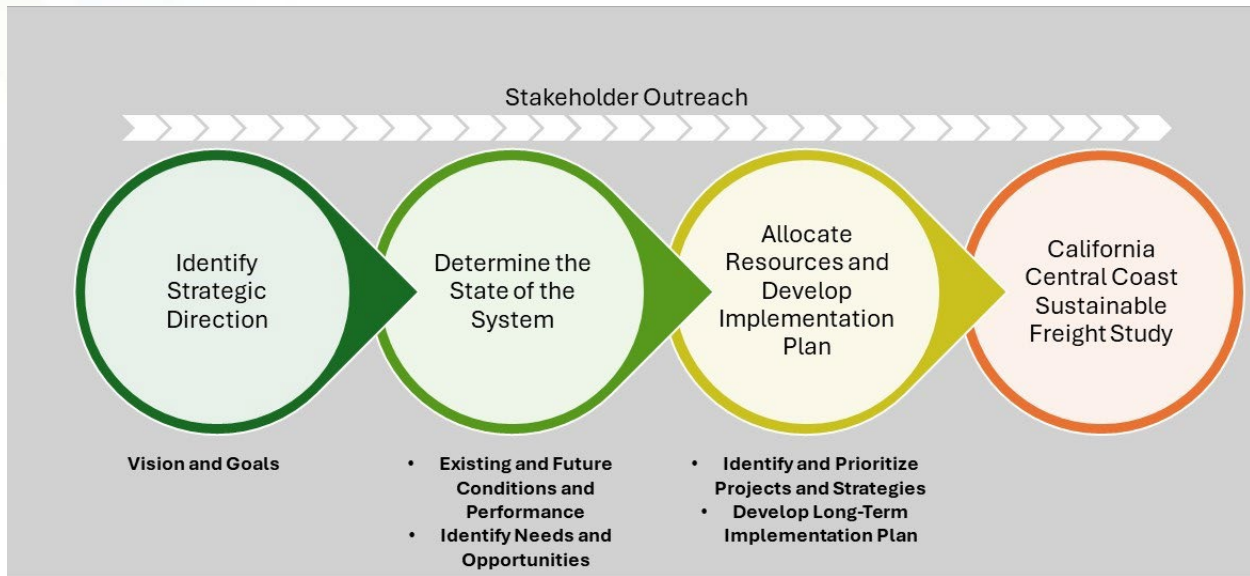 Stakeholder Outreach
Identify
Strategic
Direction
Determine the
State of the
System
Allocate
Resources and
Develop
Implementation
Plan
California
Central Coast
Sustainable
Freight Study
Vision and Goals
• Existing and Future
Conditions and
Performance
• Identify Needs and
Opportunities
• Identify and Prioritize
Projects and Strategies
• Develop Long-Term
Implementation Plan